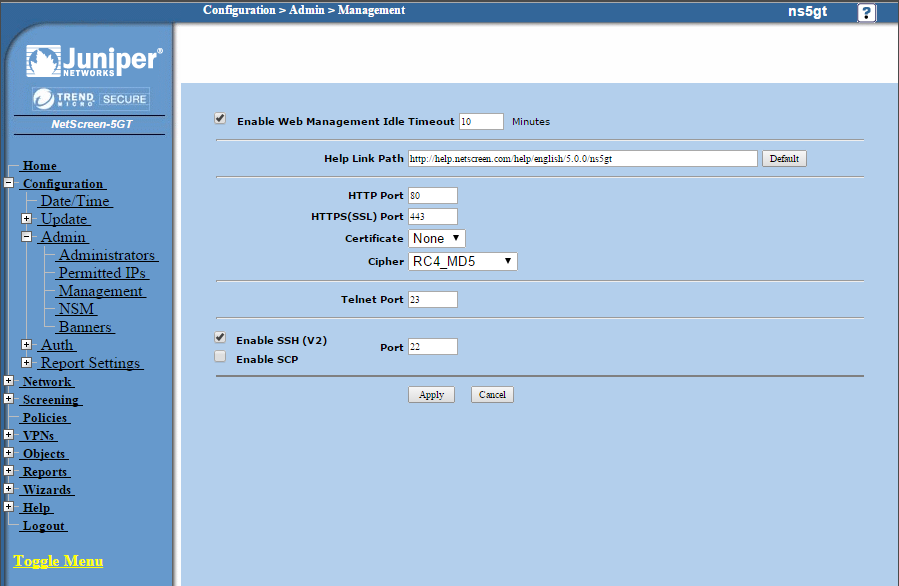 Configuration > Admin > Management
ns5gt
?
Juniper®
NETWORKS
TREND
MICRO
SECURE
NetScreen-5GT
Home
Configuration
Date/Time
Update
Admin
Administrators
Permitted IPs
Management
NSM
Banners
Auth
Report Settings
Network
Screening
Policies
VPNs
Objects
Reports
Wizards
Help
Logout
Toggle Menu
Enable Web Management Idle Timeout 10 Minutes
Help Link Path http://help.netscreen.com/help/english/5.0.0/ns5gt Default
HTTP Port 80
HTTPS(SSL) Port 443
Certificate None
Cipher RC4_MD5
Telnet Port 23
Enable SSH (V2)
Port 22
Enable SCP
Apply Cancel